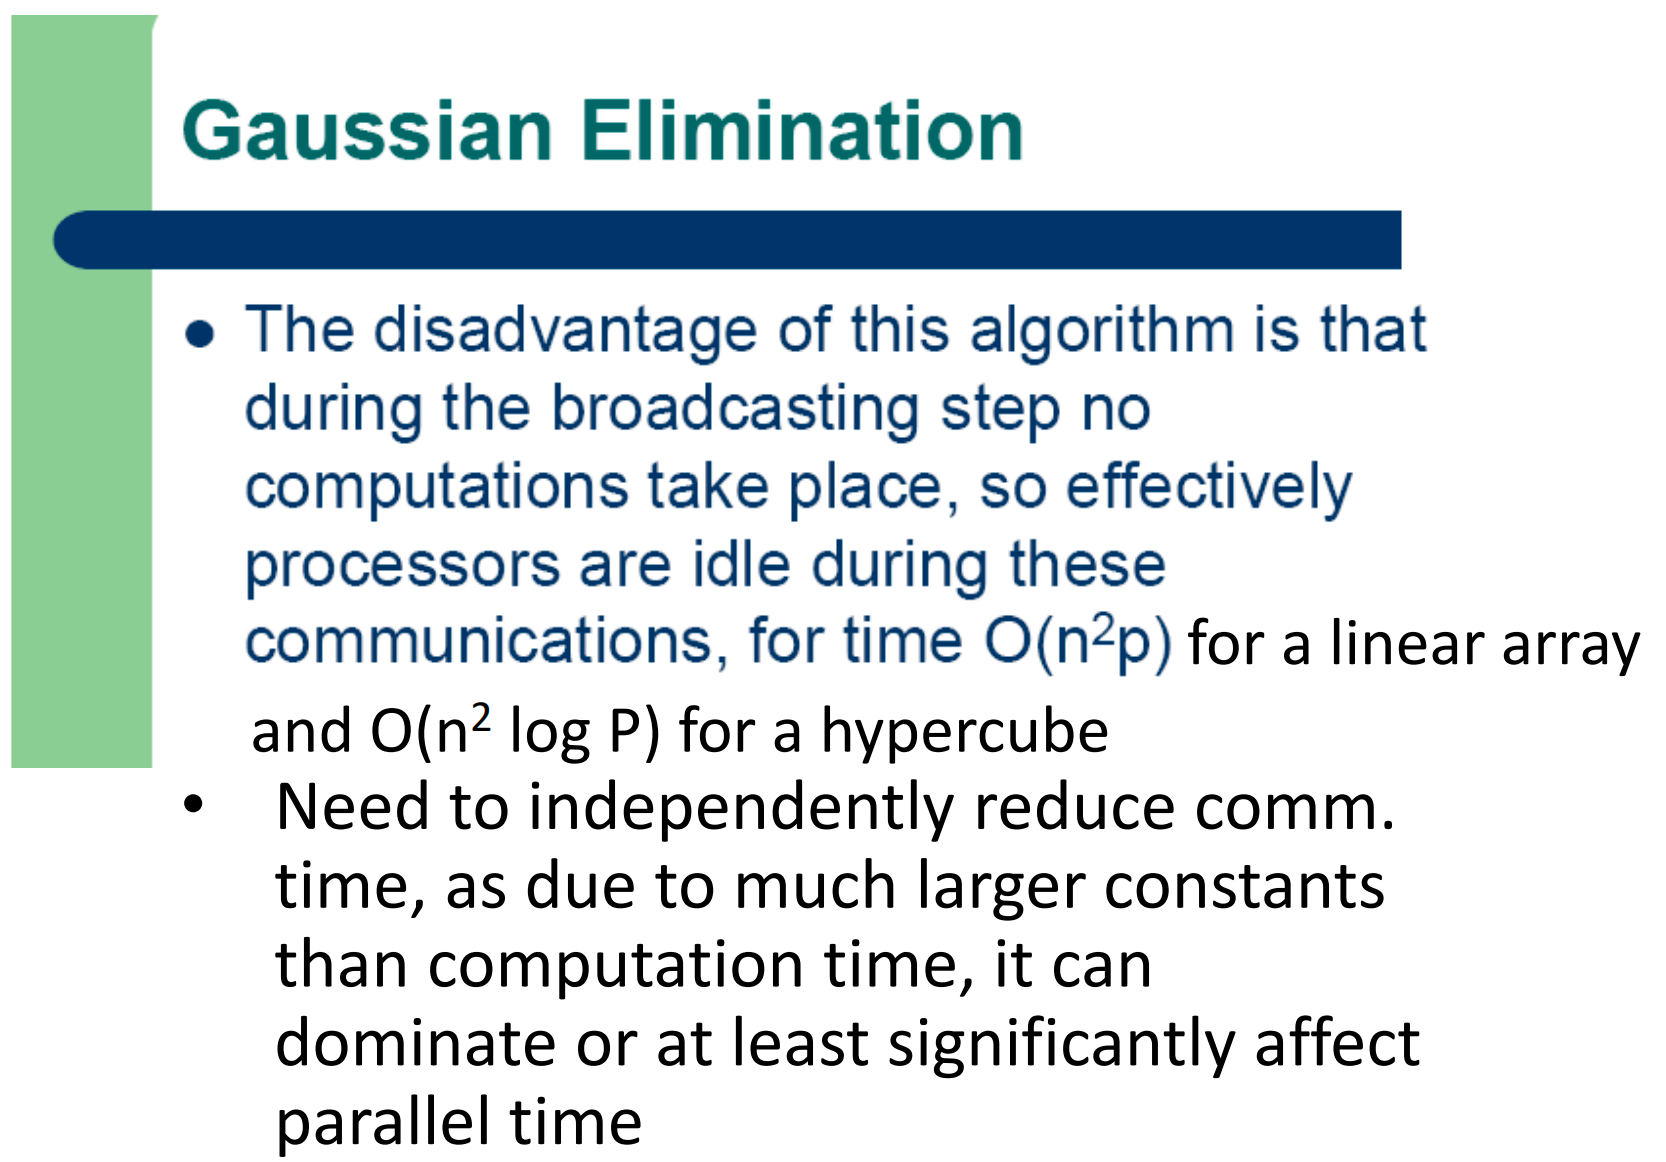 Gaussian Elimination
● The disadvantage of this algorithm is that
during the broadcasting step no
computations take place, so effectively
processors are idle during these
communications, for time O(n²p) for a linear array
and O(n² log P) for a hypercube
• Need to independently reduce comm.
time, as due to much larger constants
than computation time, it can
dominate or at least significantly affect
parallel time